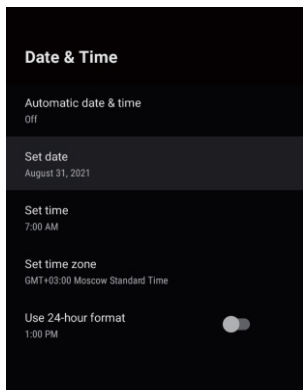 Date & Time
Automatic date & time
Off
Set date
August 31, 2021
Set time
7:00 AM
Set time zone
GMT+03:00 Moscow Standard Time
Use 24-hour format
1:00 PM